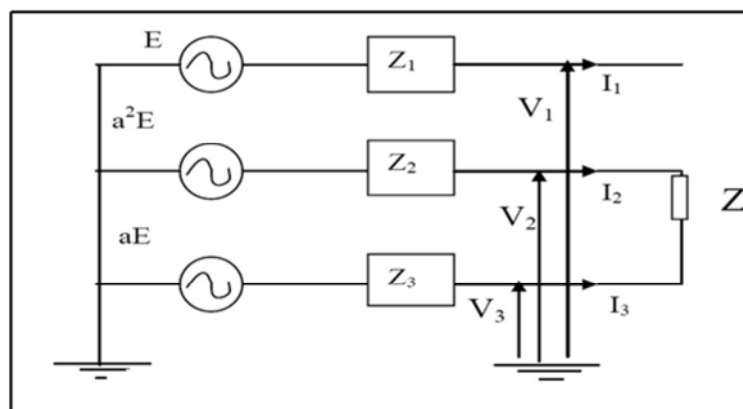 E
Z₁
I₁
V₁
a²E
Z₂
I₂
Z
V₂
aE
Z₃
I₃
V₃